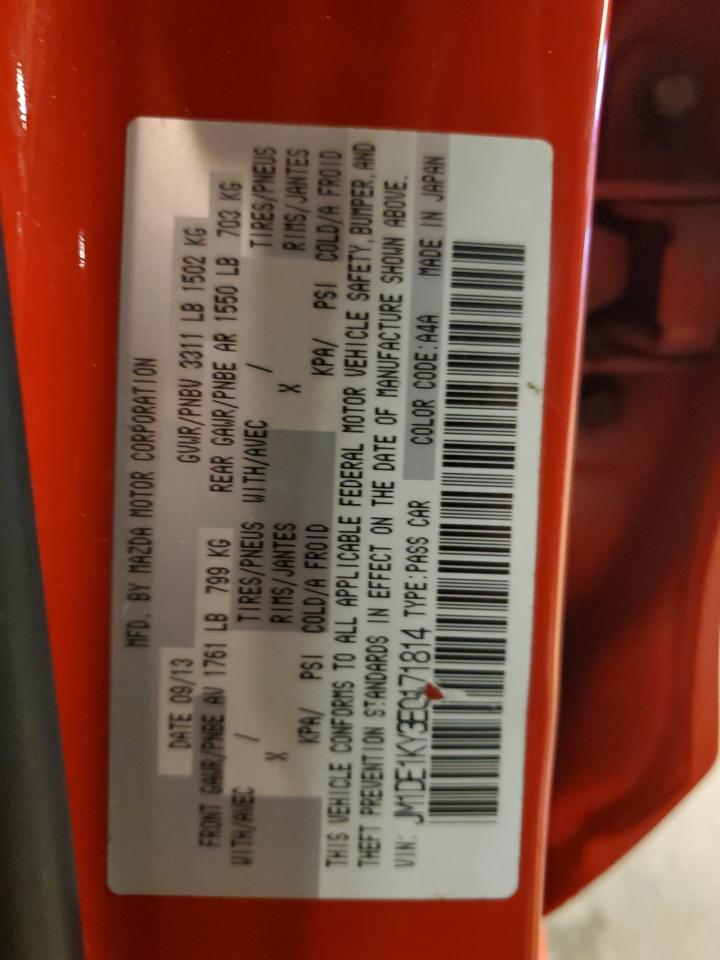 MFD. BY MAZDA MOTOR CORPORATION
DATE 09/13 GVWR/PNBV 3311 LB 1502 KG
FRONT GAWR/PNBE AV 1761 LB 799 KG REAR GAWR/PNBE AR 1550 LB 703 KG
WITH/AVEC / TIRES/PNEUS WITH/AVEC / TIRES/PNEUS
X RIMS/JANTES X RIMS/JANTES
KPA/ PSI COLD/A FROID KPA/ PSI COLD/A FROID
THIS VEHICLE CONFORMS TO ALL APPLICABLE FEDERAL MOTOR VEHICLE SAFETY, BUMPER, AND
THEFT PREVENTION STANDARDS IN EFFECT ON THE DATE OF MANUFACTURE SHOWN ABOVE.
VIN: JM1DE1KY3E0171814 TYPE:PASS CAR COLOR CODE:A4A MADE IN JAPAN